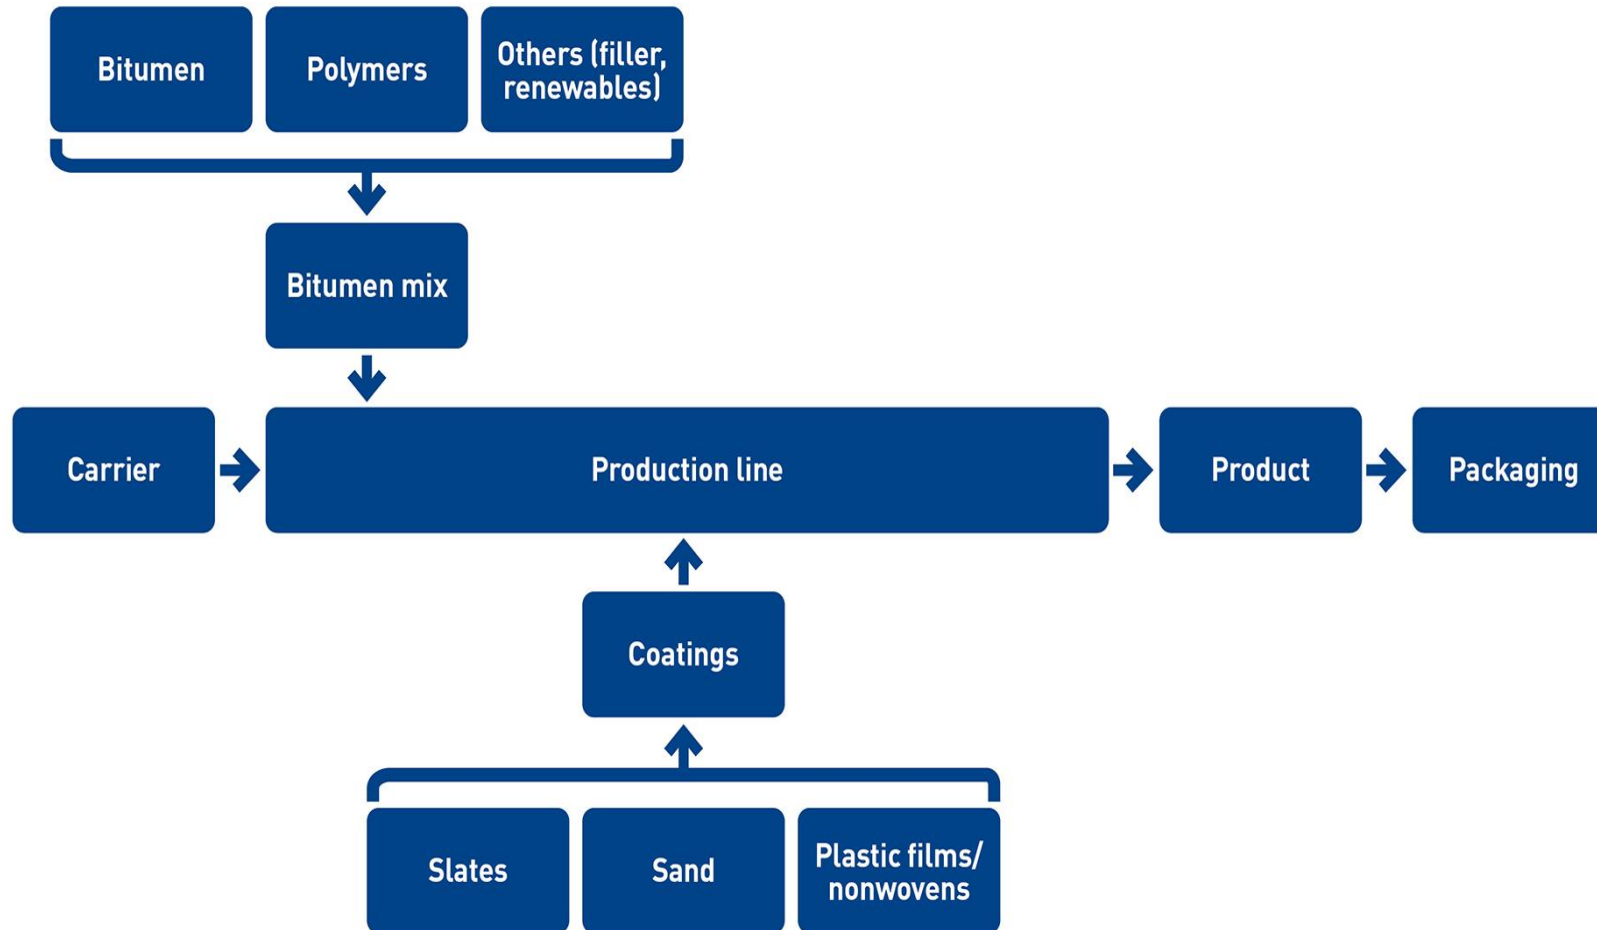 Bitumen
Polymers
Others (filler,
renewables)
Bitumen mix
Carrier
Production line
Product
Packaging
Coatings
Slates
Sand
Plastic films/
nonwovens